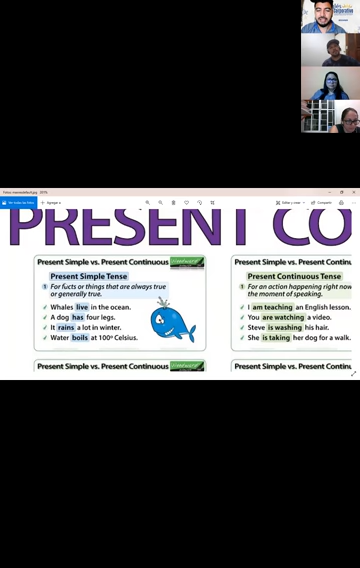 PRESENT CO
Present Simple vs. Present Continuous
Present Simple Tense
1 For facts or things that are always true
or generally true.
✓ Whales live in the ocean.
✓ A dog has four legs.
✓ It rains a lot in winter.
✓ Water boils at 100º Celsius.
Present Simple vs. Present Continu
Present Continuous Tense
1 For an action happening right now
the moment of speaking.
✓ I am teaching an English lesson.
✓ You are watching a video.
✓ Steve is washing his hair.
✓ She is taking her dog for a walk.
Present Simple vs. Present Continuous
Present Simple vs. Present Continu